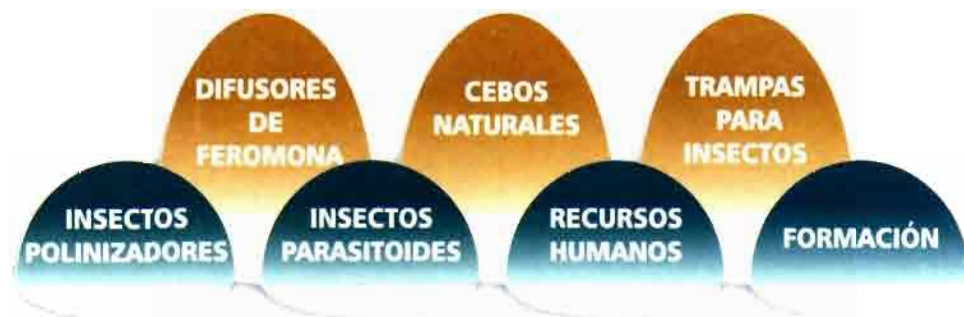 DIFUSORES
DE
FEROMONA
CEBOS
NATURALES
TRAMPAS
PARA
INSECTOS
INSECTOS
POLINIZADORES
INSECTOS
PARASITOIDES
RECURSOS
HUMANOS
FORMACIÓN